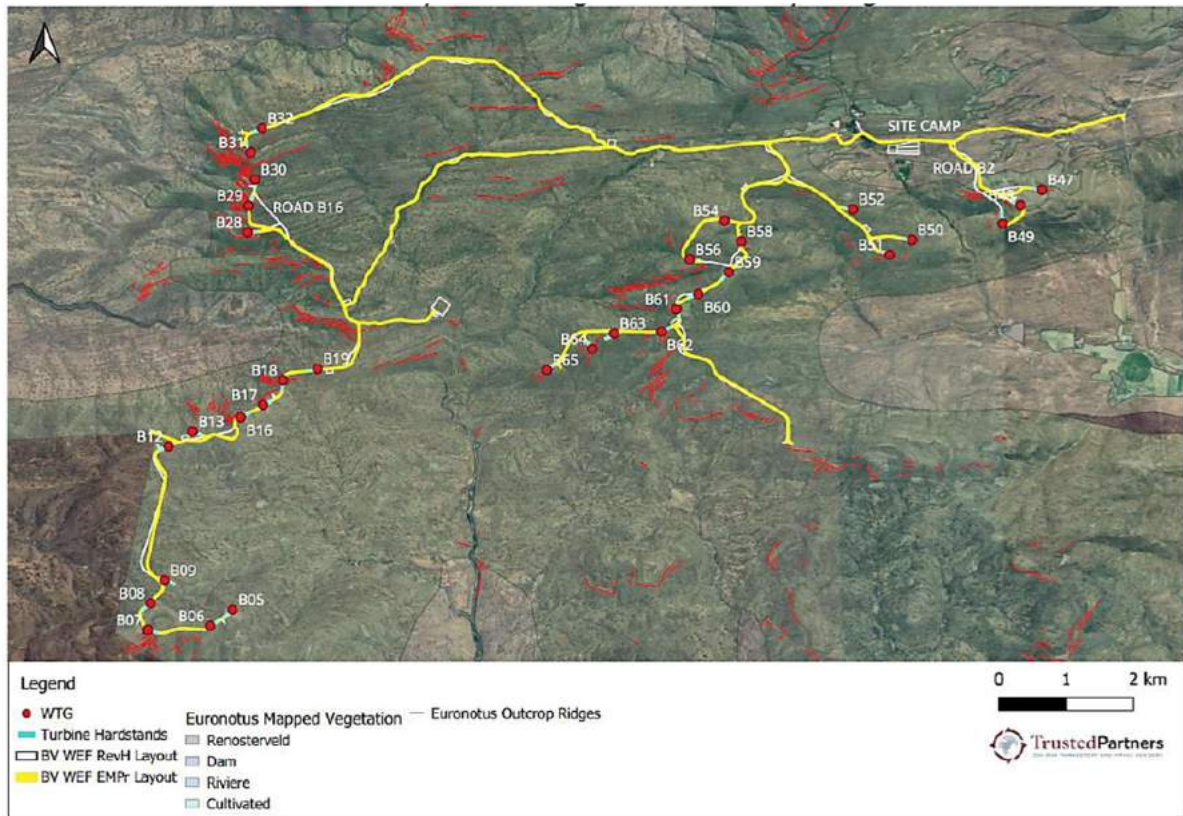 B32
B31
B30
B29
ROAD B16
B28
SITE CAMP
ROAD B2
B47
B49
B52
B50
B51
B54
B58
B56
B59
B61
B60
B63
B64
B62
B65
B19
B18
B17
B13
B16
B12
B09
B08
B05
B06
B07
Legend
WTG
Turbine Hardstands
BV WEF RevH Layout
BV WEF EMPr Layout
Euronotus Mapped Vegetation
Renosterveld
Dam
Riviere
Cultivated
Euronotus Outcrop Ridges
0 1 2 km
TrustedPartners